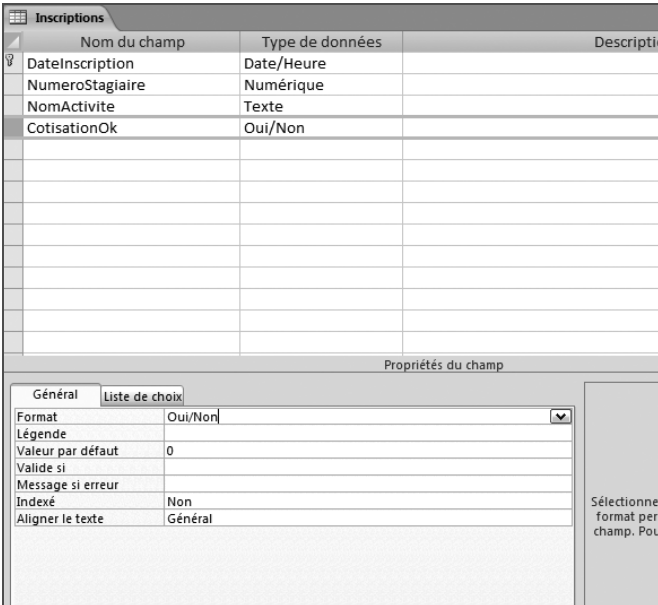 Inscriptions
Nom du champ Type de données Descripti
DateInscription Date/Heure
NumeroStagiaire Numérique
NomActivite Texte
CotisationOk Oui/Non
Propriétés du champ
Général Liste de choix
Format Oui/Non
Légende
Valeur par défaut 0
Valide si
Message si erreur
Indexé Non
Aligner le texte Général
Sélectionne
format per
champ. Pou